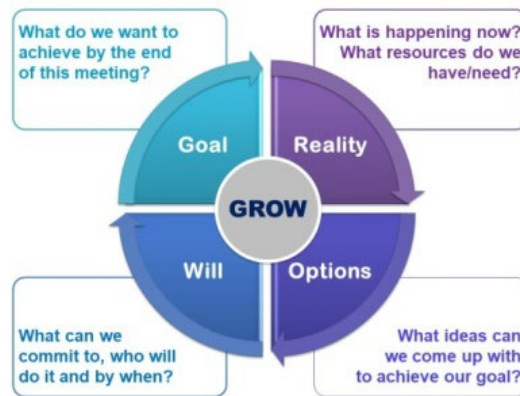 What do we want to
achieve by the end
of this meeting?
What is happening now?
What resources do we
have/need?
Goal
Reality
GROW
Will
Options
What can we
commit to, who will
do it and by when?
What ideas can
we come up with
to achieve our goal?